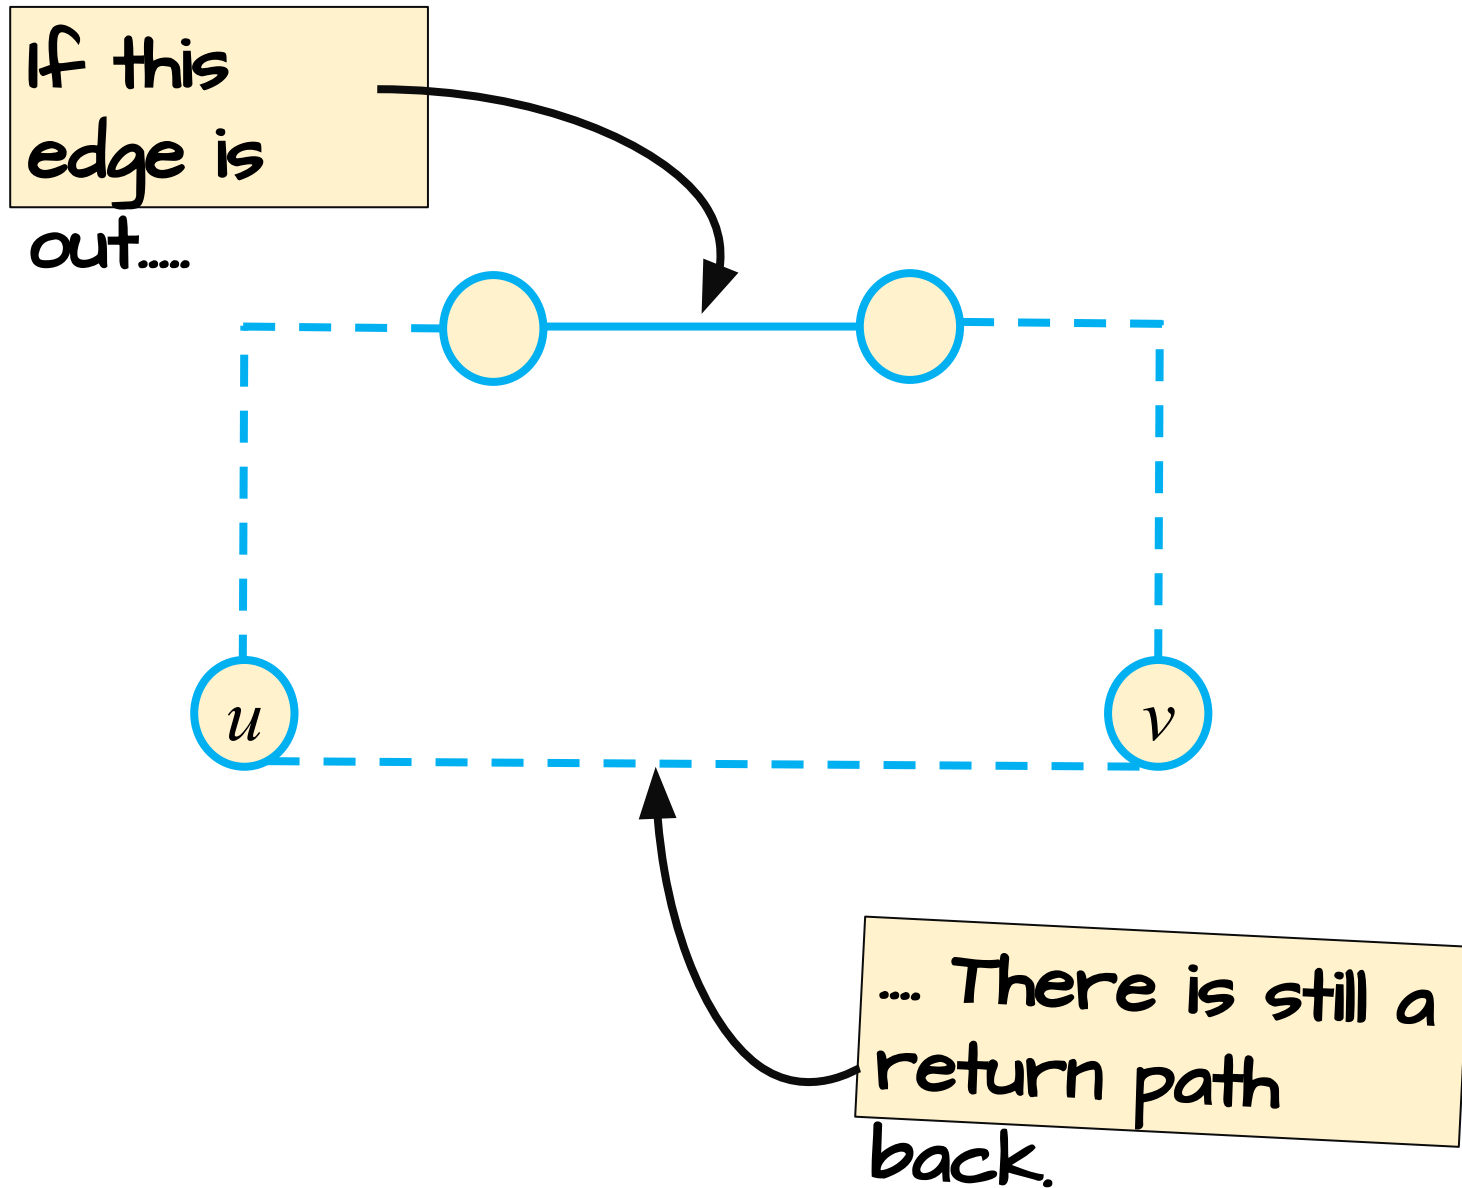 If this
edge is
out.....
u
v
.... There is still a
return path
back.